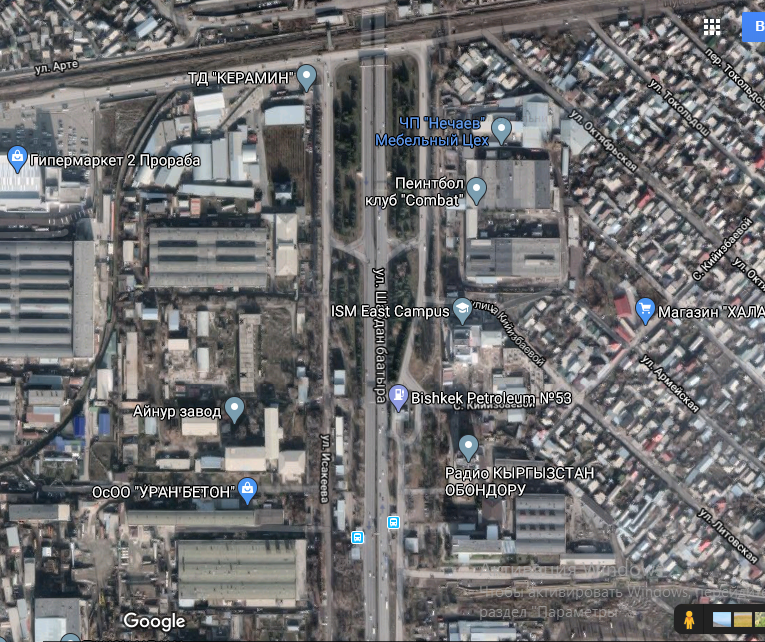 В
ул. Арте
ТД "КЕРАМИН"
пер. Токольдош
ул. Токольдош
ЧП "Нечаев"
Мебельный Цех
ул. Октябрьская
Гипермаркет 2 Прораба
Пеинтбол
клуб "Combat"
С. Кийизбаевой
ул. Окт
ул. Шабдан баатыра
ISM East Campus
улица Кийизбаевой
Магазин "ХАЛА
ул. Армейская
Bishkek Petroleum №53
С. Кийизбаевой
Айнур завод
ул. Исакеева
Радио КЫРГЫЗСТАН
ОБОНДОРУ
ОсОО "УРАН БЕТОН"
ул. Литовская
Активация Windows
Чтобы активировать Windows, перейди
раздел "Параметры
Google